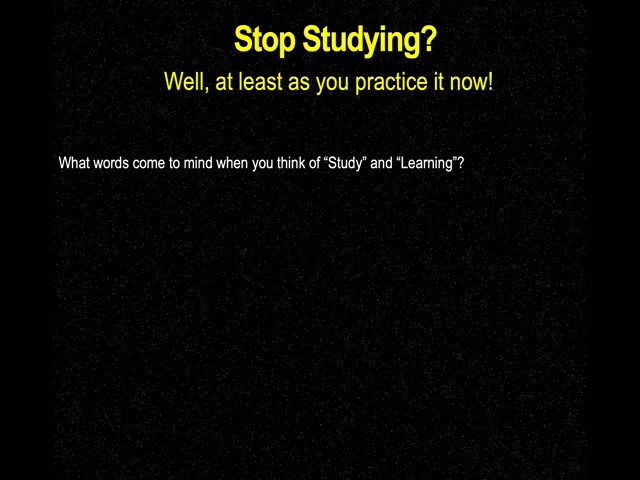 Stop Studying?
Well, at least as you practice it now!
What words come to mind when you think of “Study” and “Learning”?